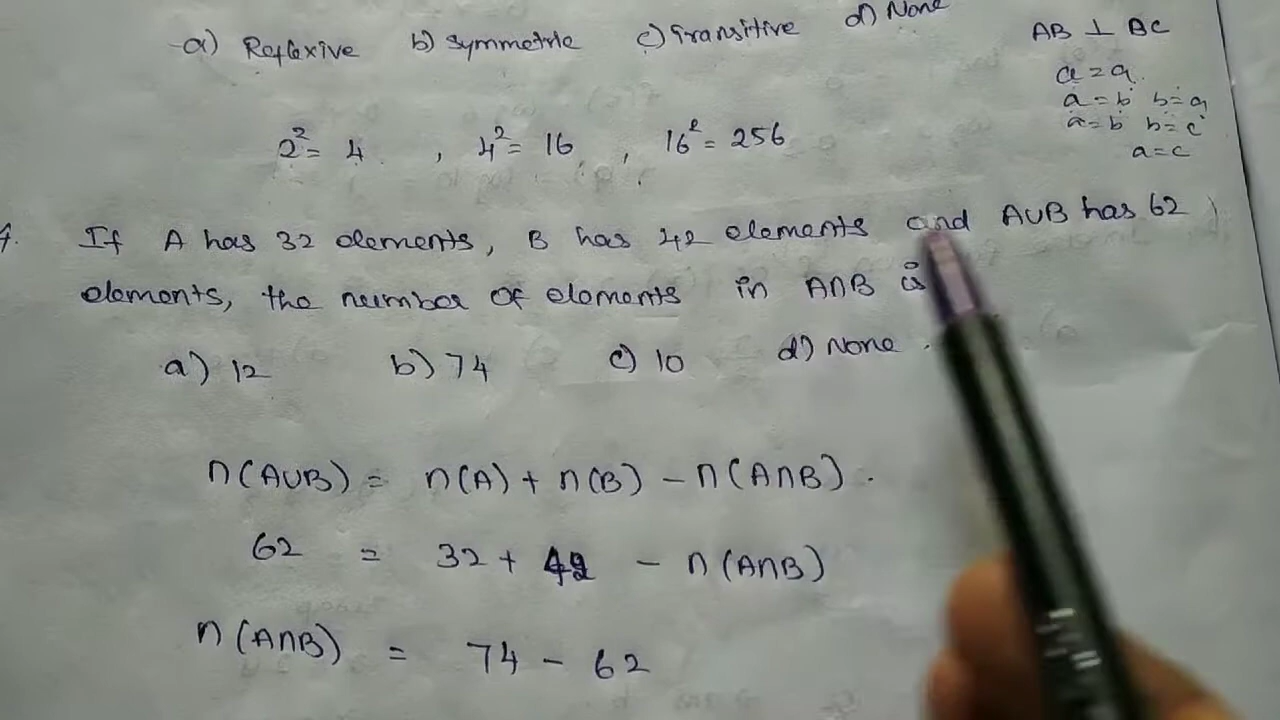 a) Reflexive b) Symmetric c) Transitive d) None
AB ⊥ BC
a = a
a = b b = a
a = b b = c
a = c
2² = 4 , 4² = 16 , 16² = 256
If A has 32 elements, B has 42 elements and A∪B has 62
elements, the number of elements in A∩B is
a) 12 b) 74 c) 10 d) None .
n(A∪B) = n(A) + n(B) - n(A∩B) .
62 = 32 + 42 - n(A∩B)
n(A∩B) = 74 - 62